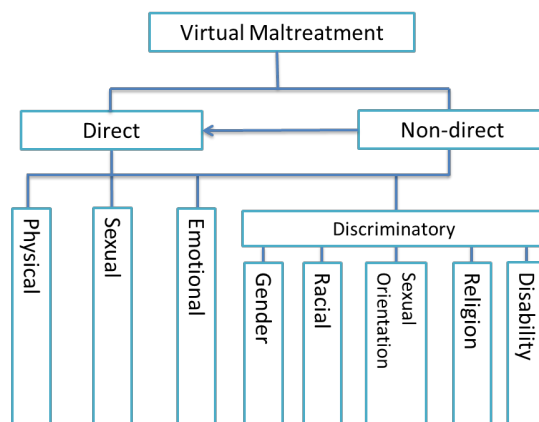 Virtual Maltreatment
Direct
Non-direct
Physical
Sexual
Emotional
Discriminatory
Gender
Racial
Sexual
Orientation
Religion
Disability